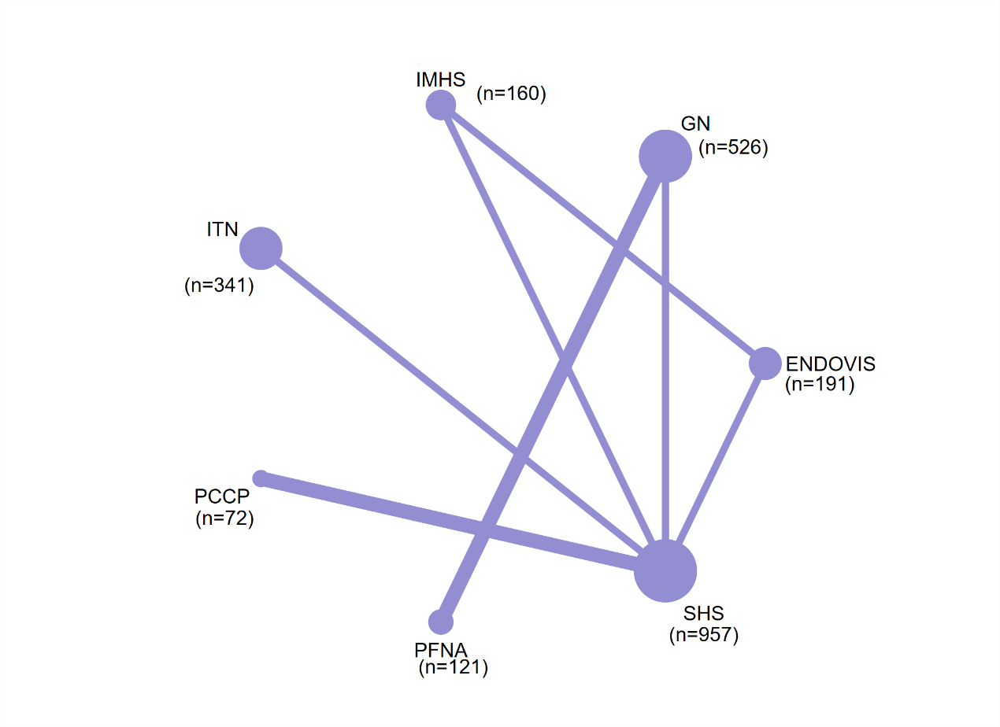 IMHS
(n=160)
GN
(n=526)
ITN
(n=341)
ENDOVIS
(n=191)
PCCP
(n=72)
SHS
(n=957)
PFNA
(n=121)